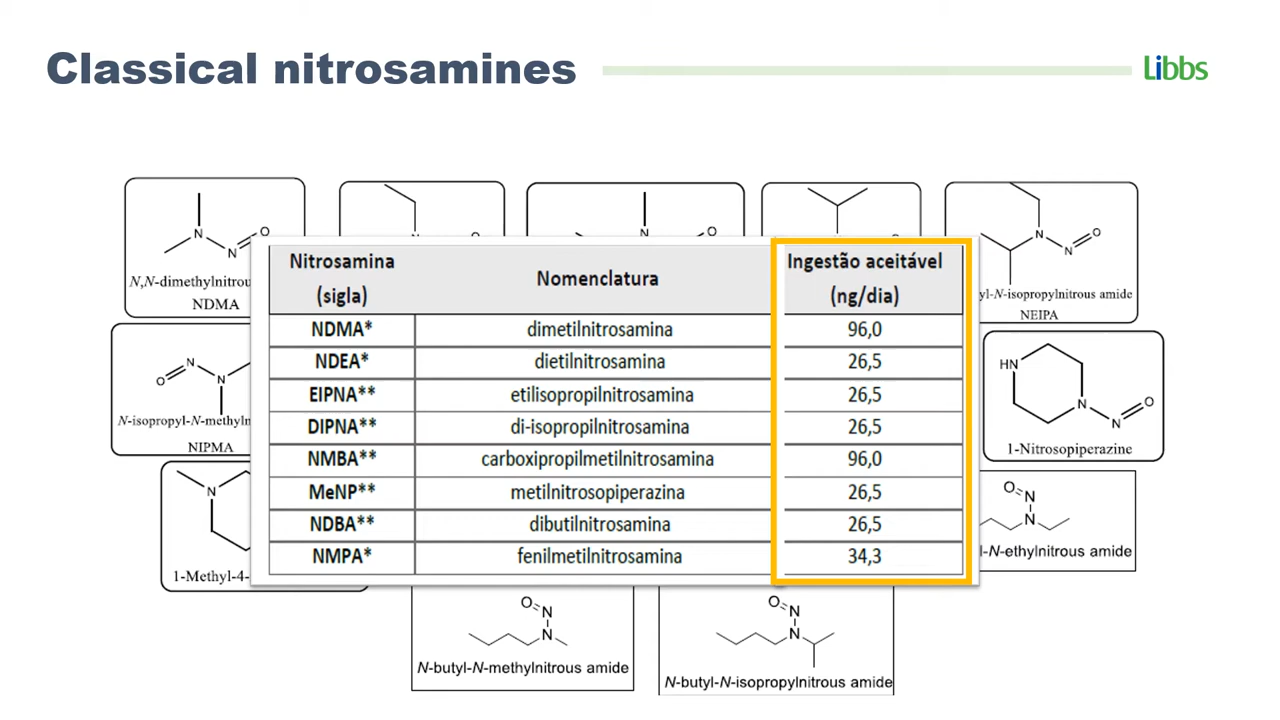 Classical nitrosamines
Libbs
N
N
O
N
O
N
N
O
N,N-dimethylnitrou
NDMA
yl-N-isopropylnitrous amide
NEIPA
Nitrosamina
(sigla)
Nomenclatura
Ingestão aceitável
(ng/dia)
NDMA* dimetilnitrosamina 96,0
NDEA* dietilnitrosamina 26,5
EIPNA** etilisopropilnitrosamina 26,5
DIPNA** di-isopropilnitrosamina 26,5
NMBA** carboxipropilmetilnitrosamina 96,0
MeNP** metilnitrosopiperazina 26,5
NDBA** dibutilnitrosamina 26,5
NMPA* fenilmetilnitrosamina 34,3
O N
N
N-isopropyl-N-methyln
NIPMA
HN
N
N
O
1-Nitrosopiperazine
N
1-Methyl-4-
O N
N
l-N-ethylnitrous amide
O N
N
N-butyl-N-methylnitrous amide
O N
N
N-butyl-N-isopropylnitrous amide